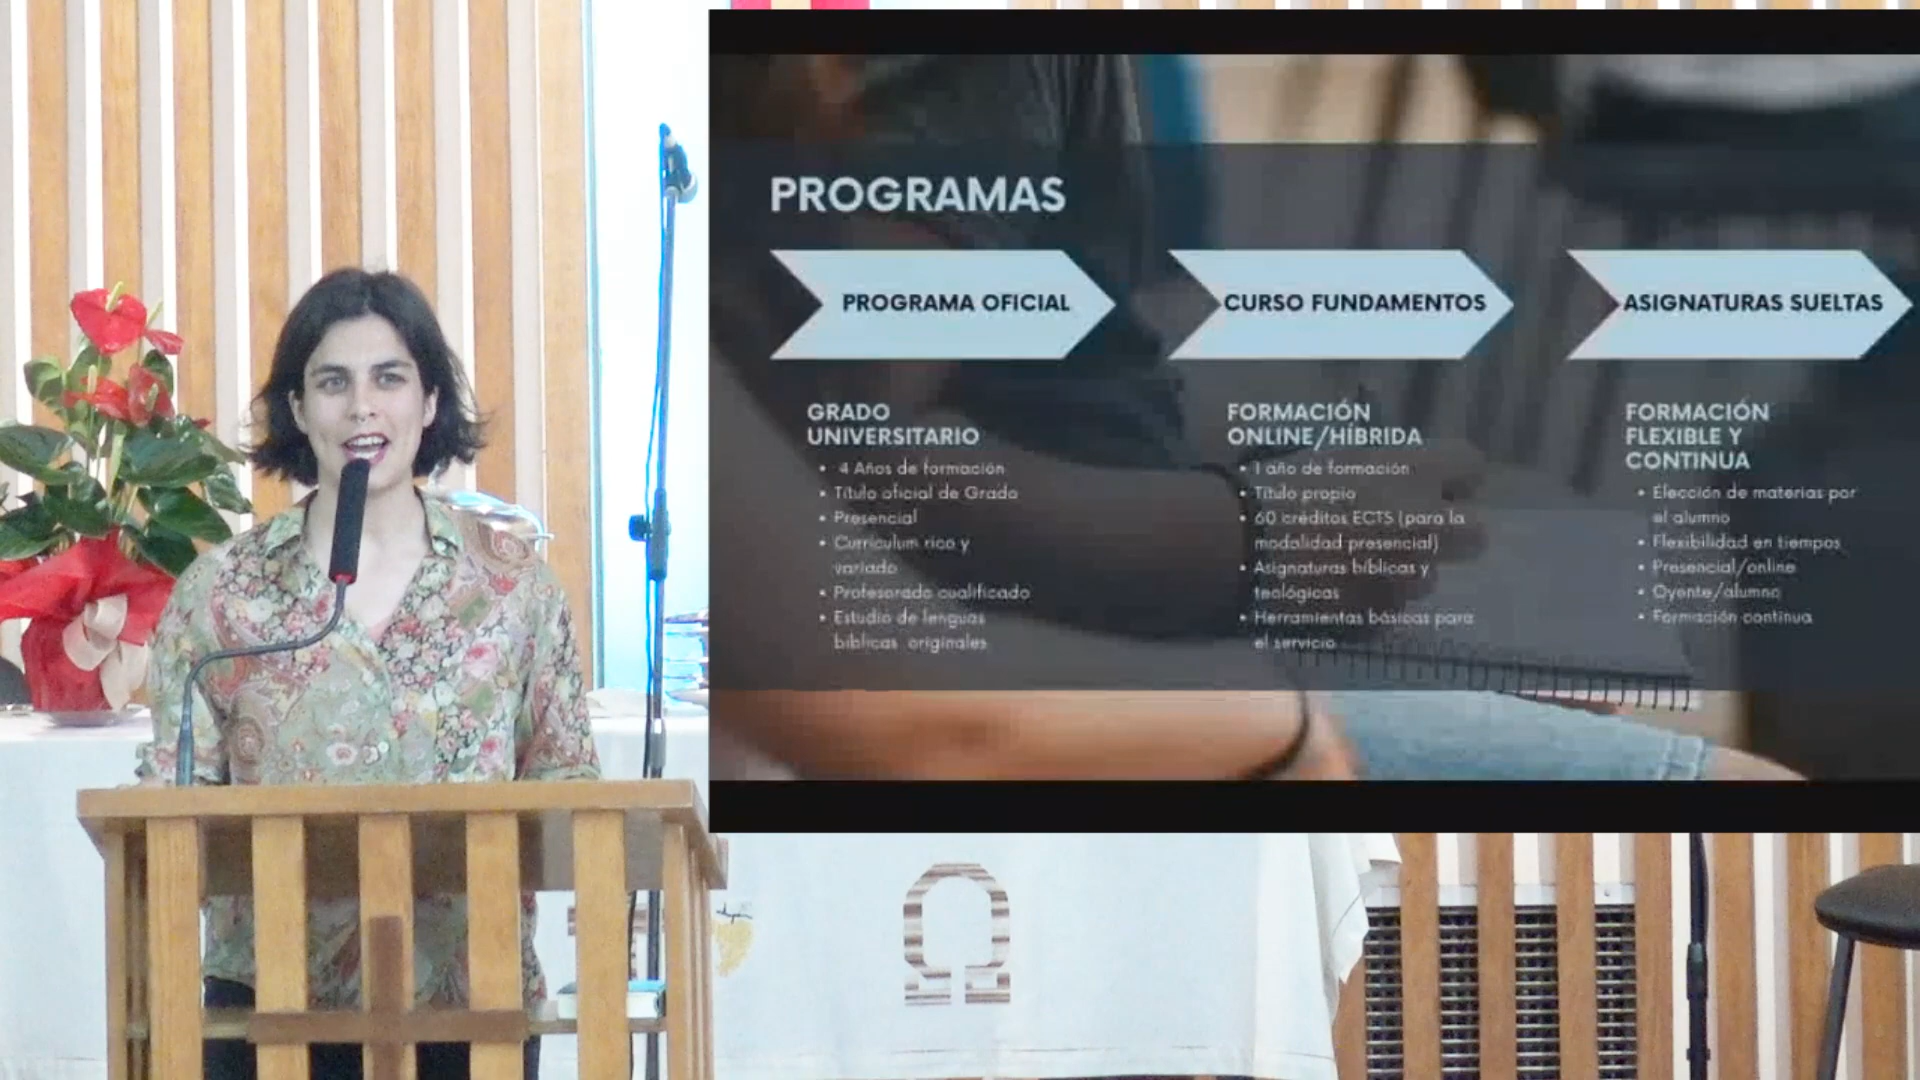 PROGRAMAS
PROGRAMA OFICIAL
GRADO
UNIVERSITARIO
• 4 Años de formación
• Título oficial de Grado
• Presencial
• Curriculum rico y
variado
• Profesorado cualificado
• Estudio de lenguas
bíblicas originales
CURSO FUNDAMENTOS
FORMACIÓN
ONLINE/HÍBRIDA
• 1 año de formación
• Título propio
• 60 créditos ECTS (para la
modalidad presencial)
• Asignaturas bíblicas y
teológicas
• Herramientas básicas para
el servicio
ASIGNATURAS SUELTAS
FORMACIÓN
FLEXIBLE Y
CONTINUA
• Elección de materias por
el alumno
• Flexibilidad en tiempos
• Presencial/online
• Oyente/alumno
• Formación continua
Ω